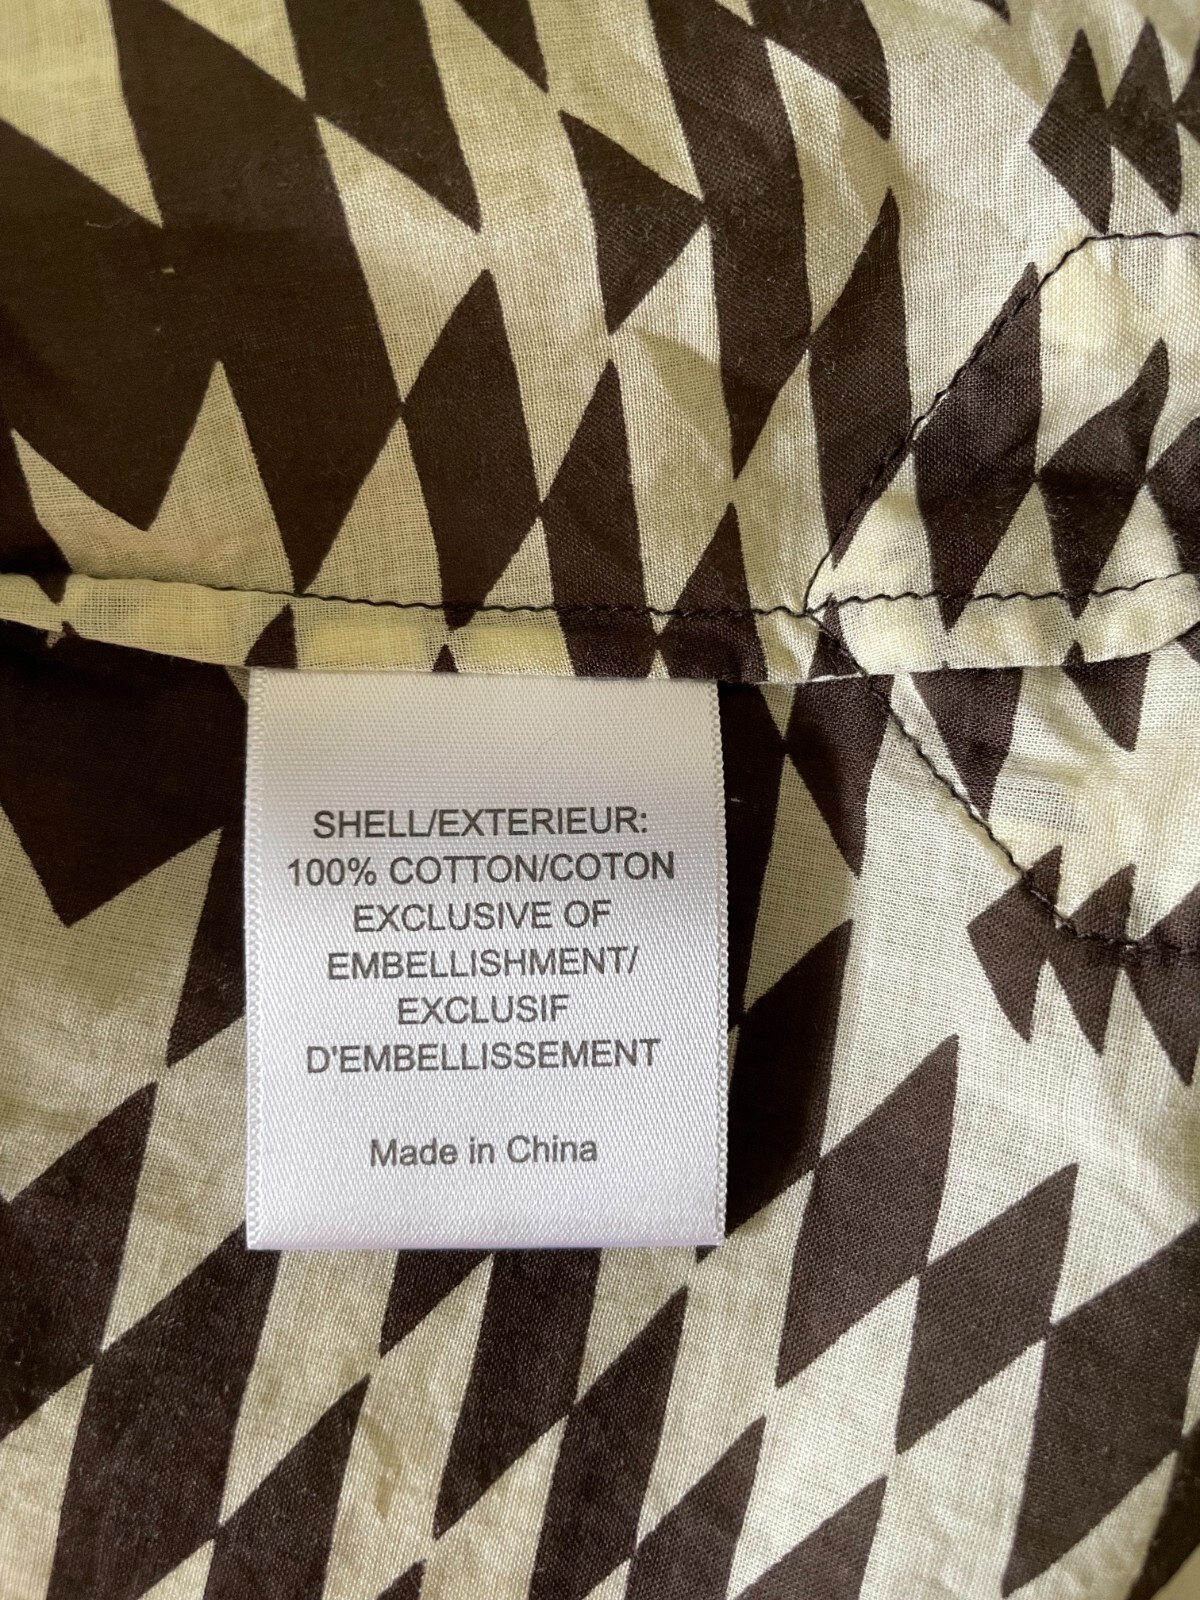 SHELL/EXTERIEUR:
100% COTTON/COTON
EXCLUSIVE OF
EMBELLISHMENT/
EXCLUSIF
D'EMBELLISSEMENT
Made in China